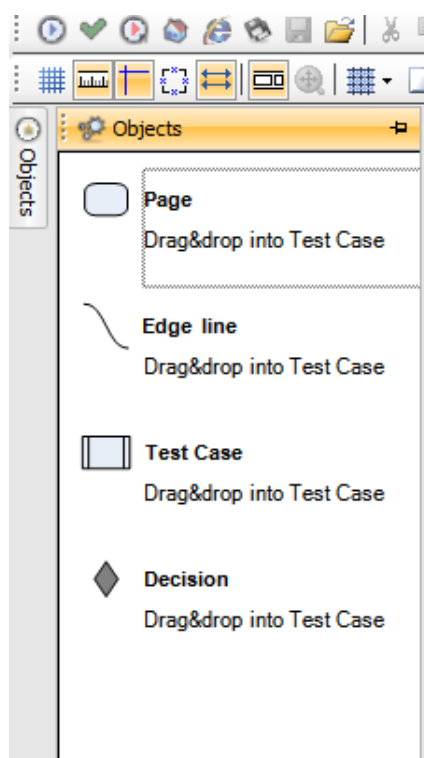 Objects
Objects
Page
Drag&drop into Test Case
Edge line
Drag&drop into Test Case
Test Case
Drag&drop into Test Case
Decision
Drag&drop into Test Case